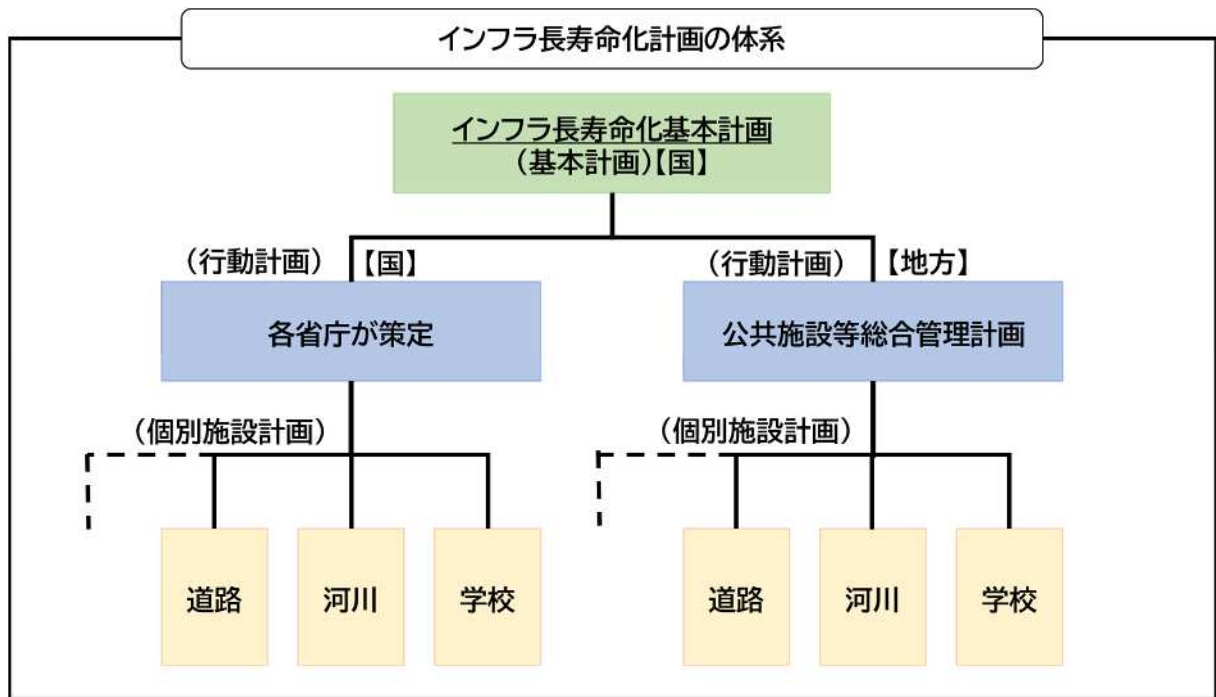 インフラ長寿命化計画の体系
インフラ長寿命化基本計画
(基本計画)【国】
(行動計画)
【国】
(行動計画)
【地方】
各省庁が策定
公共施設等総合管理計画
(個別施設計画)
(個別施設計画)
道路
河川
学校
道路
河川
学校